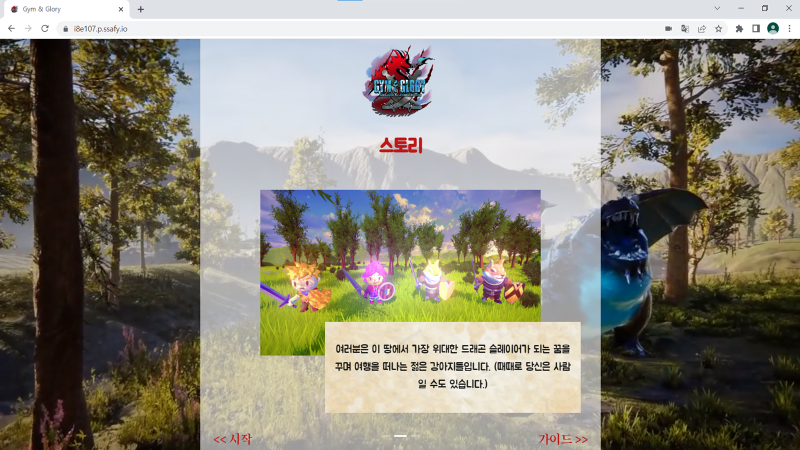 Gym & Glory
i8e107.p.ssafy.io
GYM & GLORY
스토리
여러분은 이 땅에서 가장 위대한 드래곤 슬레이어가 되는 꿈을
꾸며 여행을 떠나는 젊은 강아지들입니다. (때때로 당신은 사람
일 수도 있습니다.)
<< 시작
가이드 >>